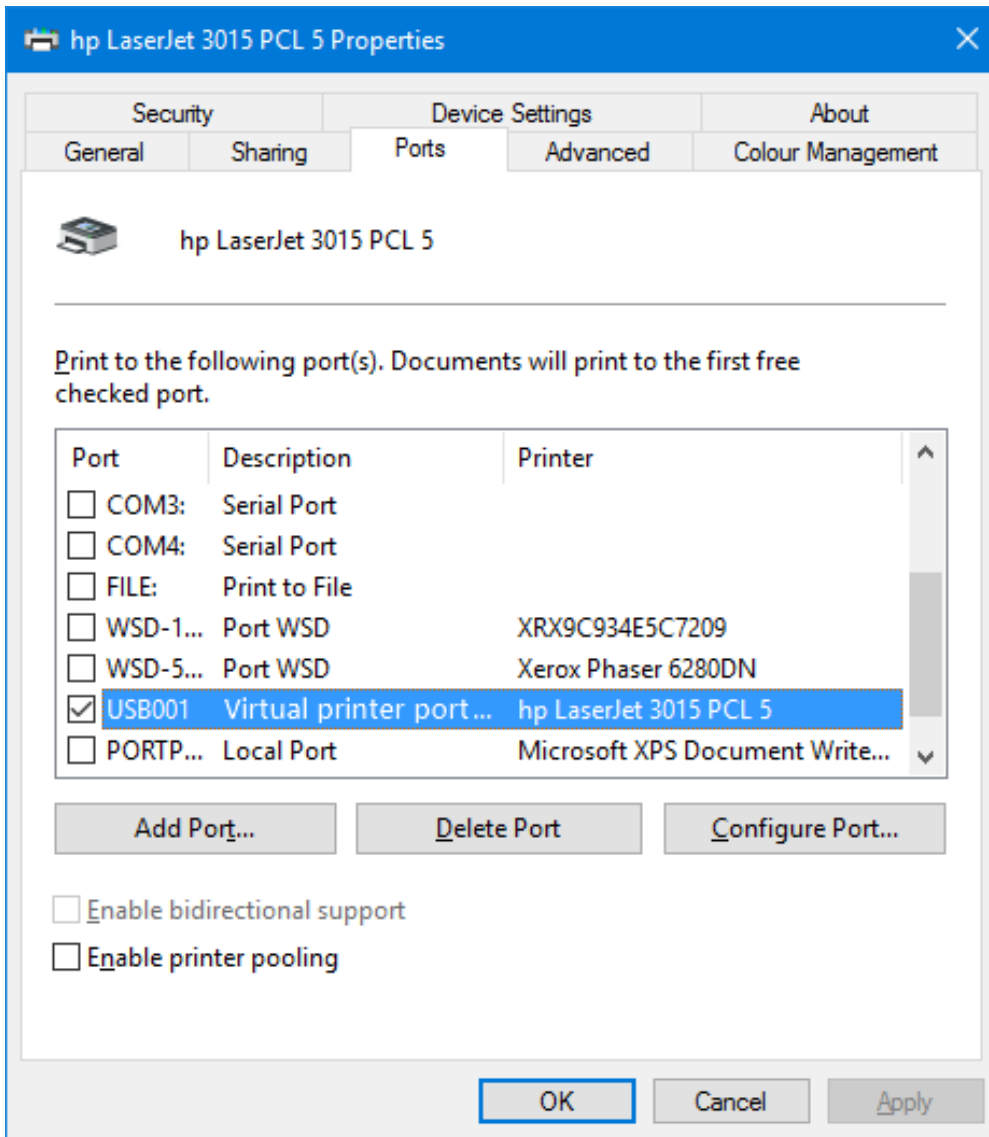 hp LaserJet 3015 PCL 5 Properties
Security Device Settings About
General Sharing Ports Advanced Colour Management
hp LaserJet 3015 PCL 5
Print to the following port(s). Documents will print to the first free
checked port.
Port Description Printer
COM3: Serial Port
COM4: Serial Port
FILE: Print to File
WSD-1... Port WSD XRX9C934E5C7209
WSD-5... Port WSD Xerox Phaser 6280DN
USB001 Virtual printer port... hp LaserJet 3015 PCL 5
PORTP... Local Port Microsoft XPS Document Write...
Add Port... Delete Port Configure Port...
Enable bidirectional support
Enable printer pooling
OK Cancel Apply